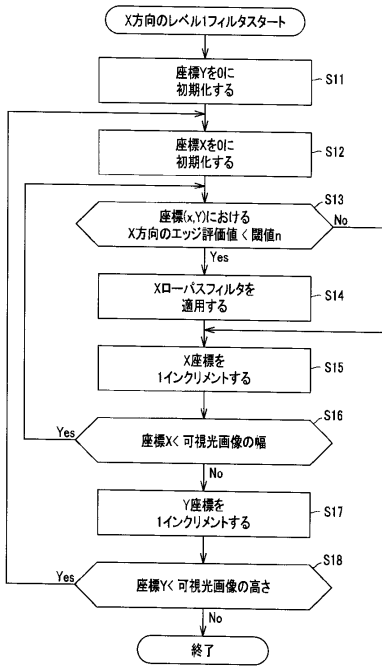 X方向のレベル1フィルタスタート
座標Yを0に
初期化する
S11
座標Xを0に
初期化する
S12
S13
座標(x,Y)における
X方向のエッジ評価値 < 閾値n
No
Yes
Xローパスフィルタを
適用する
S14
X座標を
1インクリメントする
S15
S16
Yes
座標X< 可視光画像の幅
No
Y座標を
1インクリメントする
S17
S18
Yes
座標Y< 可視光画像の高さ
No
終了